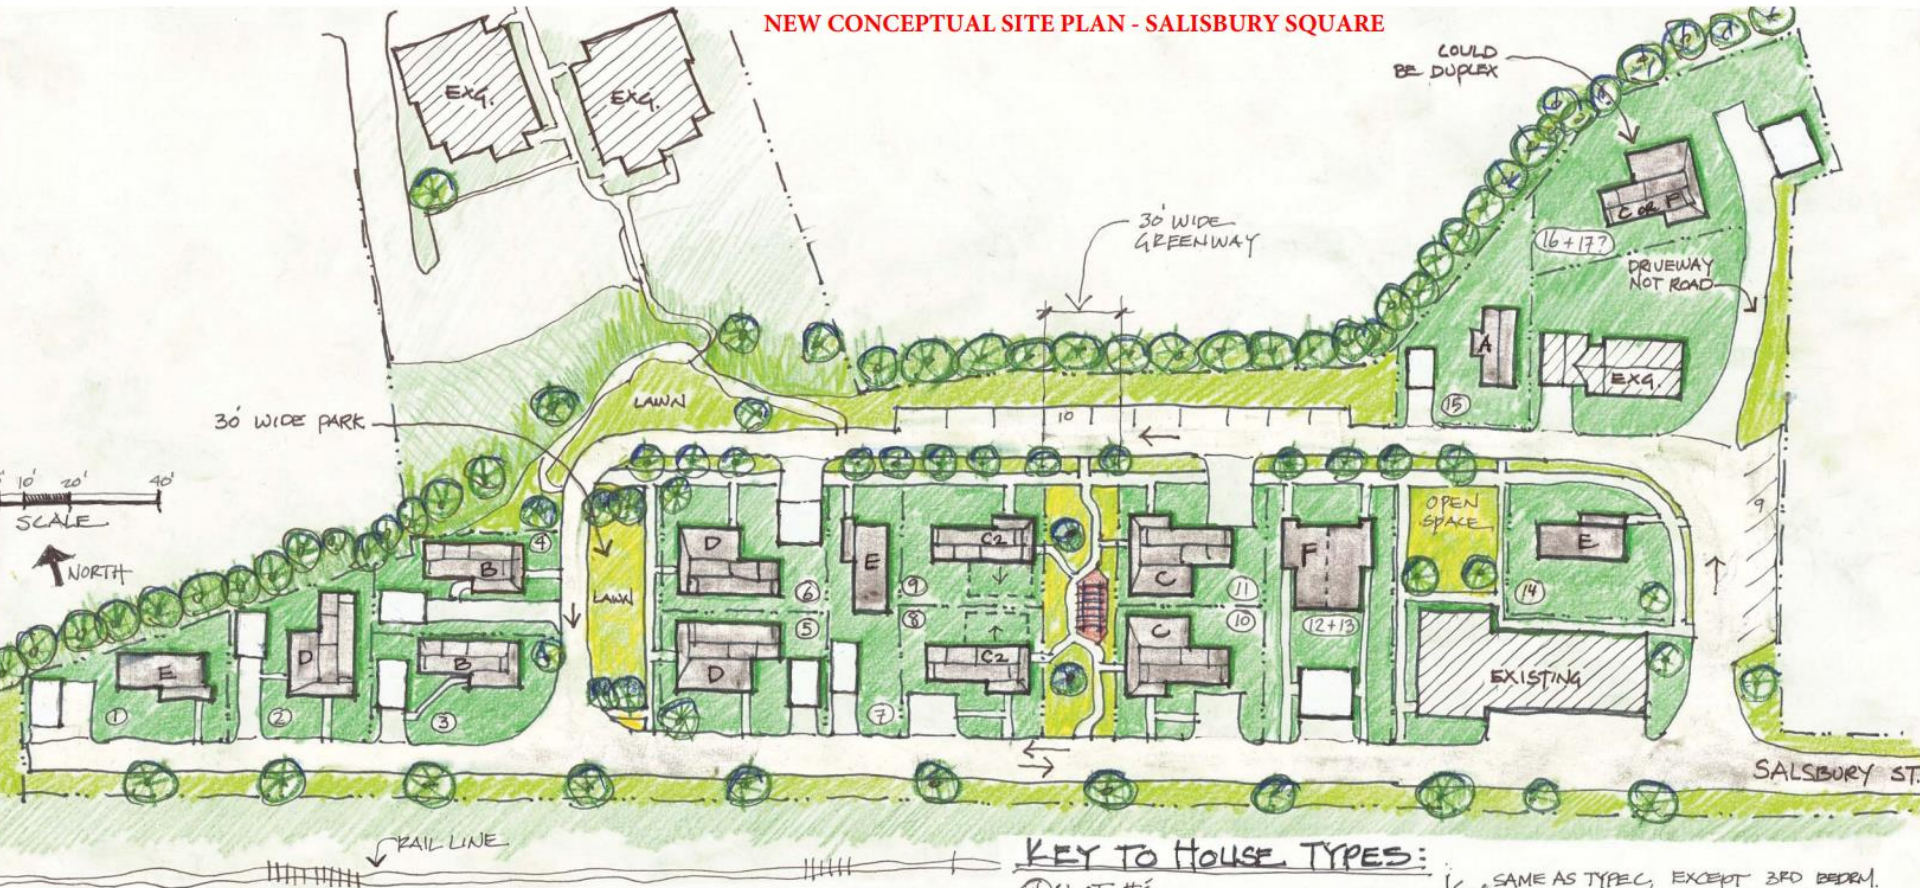 NEW CONCEPTUAL SITE PLAN - SALISBURY SQUARE
COULD
BE DUPLEX
EXG.
EXG.
C OR F
30' WIDE
GREENWAY
16+17?
DRIVEWAY
NOT ROAD
A
EXG.
15
LAWN
30' WIDE PARK
10
10' 20' 40'
SCALE
NORTH
OPEN
SPACE
9
4
B
D
E
C2
9
C
F
E
LAWN
6
11
14
5
8
10
12+13
E
D
B
D
C2
C
EXISTING
1
2
3
7
SALSBURY ST.
RAIL LINE
KEY TO HOUSE TYPES:
SAME AS TYPE C, EXCEPT 3RD BEDRM.